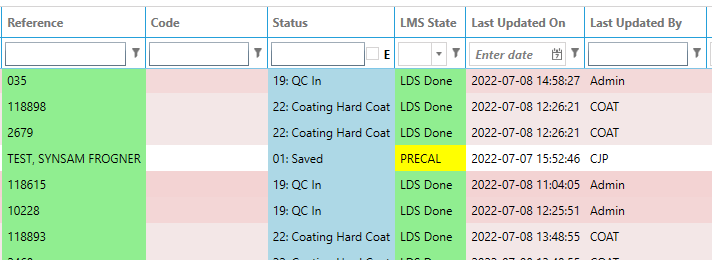 Reference Code Status LMS State Last Updated On Last Updated By
E Enter date
035 19: QC In LDS Done 2022-07-08 14:58:27 Admin
118898 22: Coating Hard Coat LDS Done 2022-07-08 12:26:21 COAT
2679 22: Coating Hard Coat LDS Done 2022-07-08 12:26:21 COAT
TEST, SYNSAM FROGNER 01: Saved PRECAL 2022-07-07 15:52:46 CJP
118615 19: QC In LDS Done 2022-07-08 11:04:05 Admin
10228 19: QC In LDS Done 2022-07-08 12:25:51 Admin
118893 22: Coating Hard Coat LDS Done 2022-07-08 13:48:55 COAT